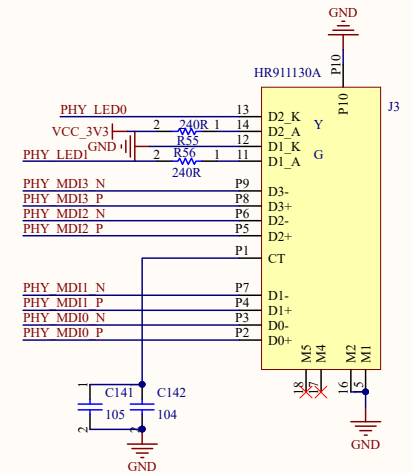 GND
P10
HR911130A
P10
J3
PHY_LED0 13 D2_K Y
VCC_3V3 2 240R 1 14 D2_A
GND R55 12 D1_K G
PHY_LED1 2 R56 1 11 D1_A
240R
PHY_MDI3_N P9 D3-
PHY_MDI3_P P8 D3+
PHY_MDI2_N P6 D2-
PHY_MDI2_P P5 D2+
P1 CT
PHY_MDI1_N P7 D1-
PHY_MDI1_P P4 D1+
PHY_MDI0_N P3 D0-
PHY_MDI0_P P2 D0+
M5 M4 M2 M1
18 17 16 15
1 C141 C142
105 104
2 2
GND
GND